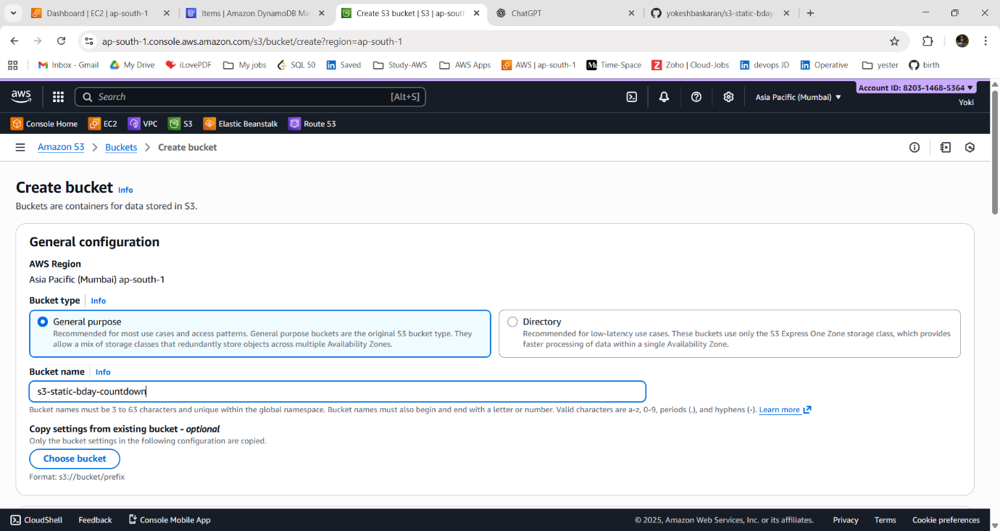 Dashboard | EC2 | ap-south-1
Items | Amazon DynamoDB Ma
Create S3 bucket | S3 | ap-sout
ChatGPT
yokeshbaskaran/s3-static-bday
ap-south-1.console.aws.amazon.com/s3/bucket/create?region=ap-south-1
Inbox - Gmail
My Drive
iLovePDF
My jobs
SQL 50
Saved
Study-AWS
AWS Apps
AWS | ap-south-1
Time-Space
Zoho | Cloud-Jobs
devops JD
Operative
yester
birth
aws
Search
[Alt+S]
Asia Pacific (Mumbai)
Account ID: 8203-1468-5364
Yoki
Console Home
EC2
VPC
S3
Elastic Beanstalk
Route 53
Amazon S3
Buckets
Create bucket
Create bucket Info
Buckets are containers for data stored in S3.
General configuration
AWS Region
Asia Pacific (Mumbai) ap-south-1
Bucket type Info
General purpose
Recommended for most use cases and access patterns. General purpose buckets are the original S3 bucket type. They
allow a mix of storage classes that redundantly store objects across multiple Availability Zones.
Directory
Recommended for low-latency use cases. These buckets use only the S3 Express One Zone storage class, which provides
faster processing of data within a single Availability Zone.
Bucket name Info
s3-static-bday-countdown
Bucket names must be 3 to 63 characters and unique within the global namespace. Bucket names must also begin and end with a letter or number. Valid characters are a-z, 0-9, periods (.), and hyphens (-). Learn more
Copy settings from existing bucket - optional
Only the bucket settings in the following configuration are copied.
Choose bucket
Format: s3://bucket/prefix
CloudShell
Feedback
Console Mobile App
© 2025, Amazon Web Services, Inc. or its affiliates.
Privacy
Terms
Cookie preferences